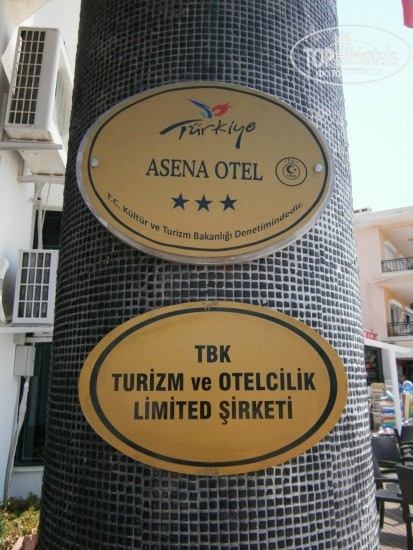 TOPHotels
Türkiye
ASENA OTEL
T.C. Kültür ve Turizm Bakanlığı Denetimindedir.
TBK
TURİZM ve OTELCİLİK
LİMİTED ŞİRKETİ